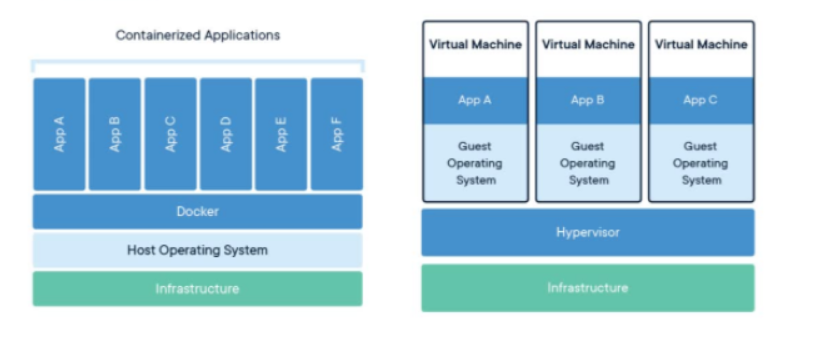 Containerized Applications
App A
App B
App C
App D
App E
App F
Docker
Host Operating System
Infrastructure
Virtual Machine
App A
Guest
Operating
System
Virtual Machine
App B
Guest
Operating
System
Virtual Machine
App C
Guest
Operating
System
Hypervisor
Infrastructure